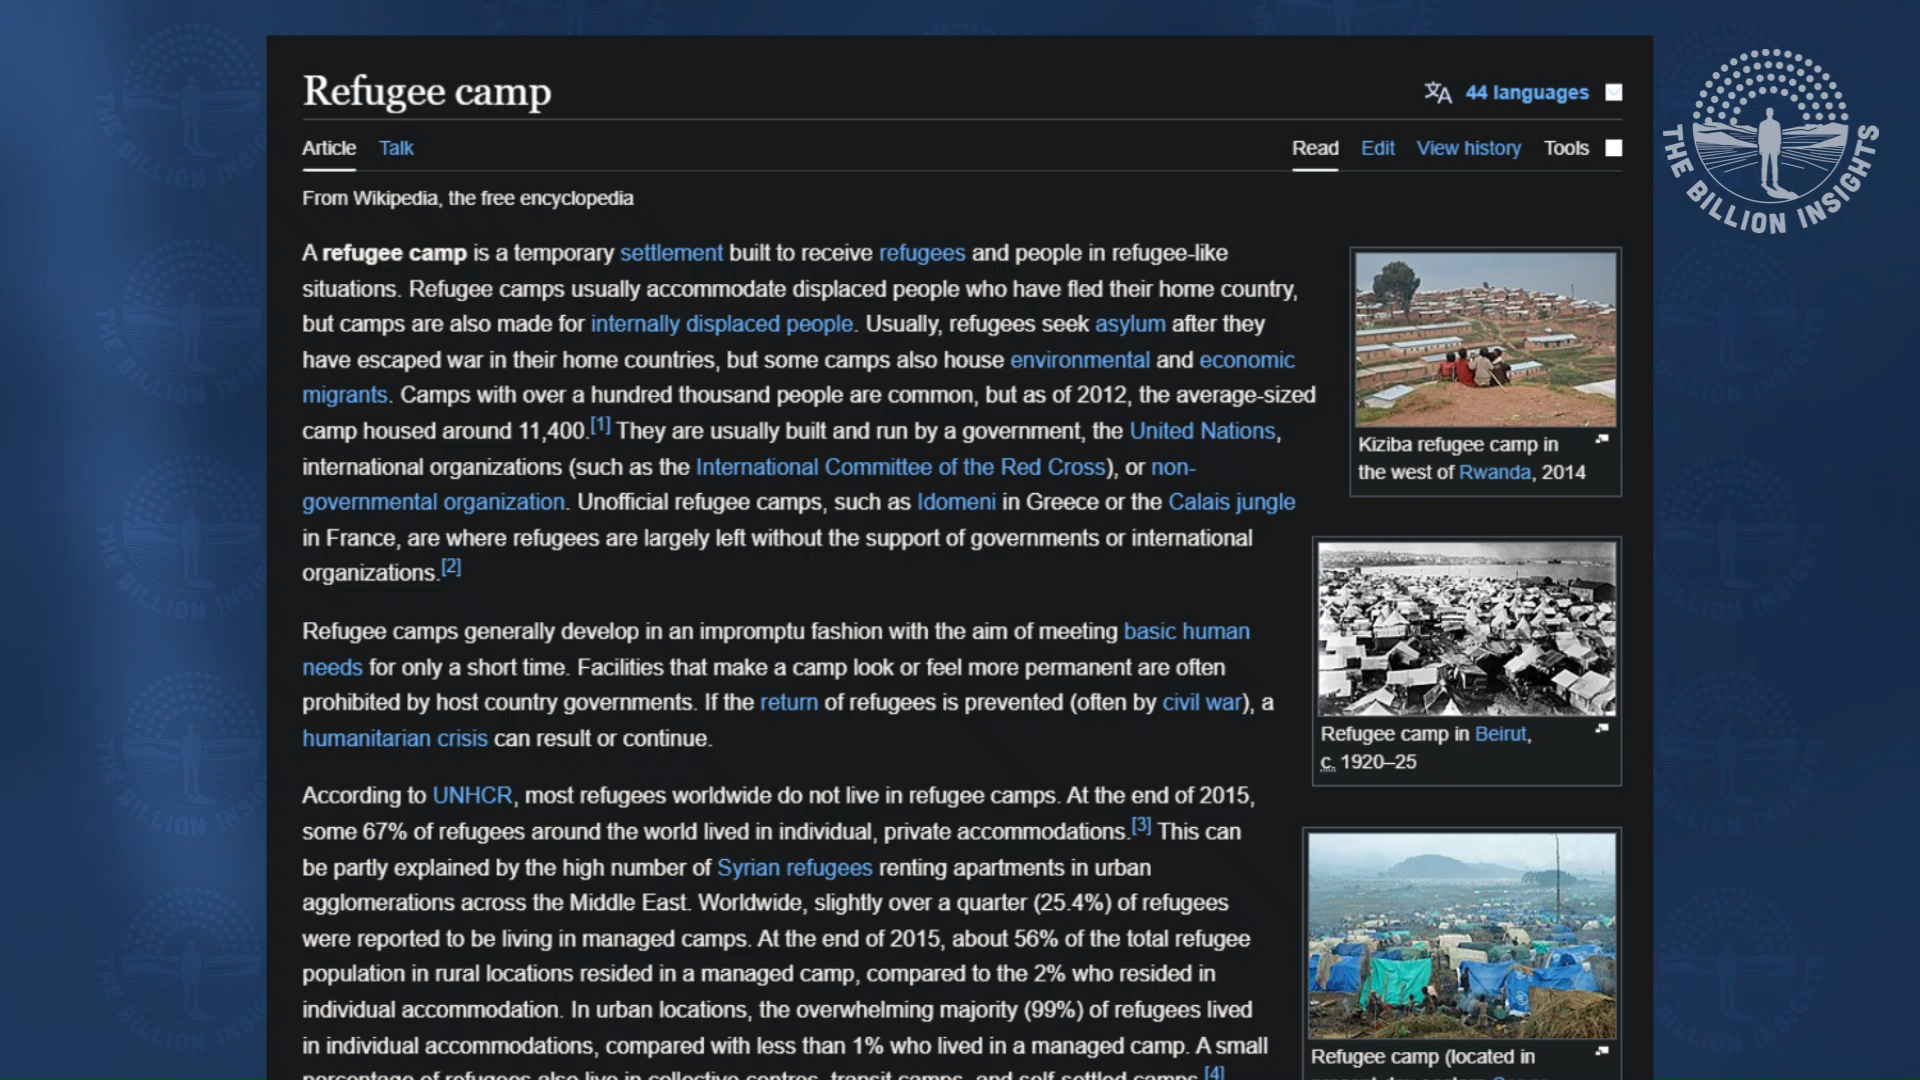 Refugee camp
44 languages
Article Talk
Read Edit View history Tools
From Wikipedia, the free encyclopedia
A refugee camp is a temporary settlement built to receive refugees and people in refugee-like
situations. Refugee camps usually accommodate displaced people who have fled their home country,
but camps are also made for internally displaced people. Usually, refugees seek asylum after they
have escaped war in their home countries, but some camps also house environmental and economic
migrants. Camps with over a hundred thousand people are common, but as of 2012, the average-sized
camp housed around 11,400.[1] They are usually built and run by a government, the United Nations,
international organizations (such as the International Committee of the Red Cross), or non-
governmental organization. Unofficial refugee camps, such as Idomeni in Greece or the Calais jungle
in France, are where refugees are largely left without the support of governments or international
organizations.[2]
Refugee camps generally develop in an impromptu fashion with the aim of meeting basic human
needs for only a short time. Facilities that make a camp look or feel more permanent are often
prohibited by host country governments. If the return of refugees is prevented (often by civil war), a
humanitarian crisis can result or continue.
According to UNHCR, most refugees worldwide do not live in refugee camps. At the end of 2015,
some 67% of refugees around the world lived in individual, private accommodations.[3] This can
be partly explained by the high number of Syrian refugees renting apartments in urban
agglomerations across the Middle East. Worldwide, slightly over a quarter (25.4%) of refugees
were reported to be living in managed camps. At the end of 2015, about 56% of the total refugee
population in rural locations resided in a managed camp, compared to the 2% who resided in
individual accommodation. In urban locations, the overwhelming majority (99%) of refugees lived
in individual accommodations, compared with less than 1% who lived in a managed camp. A small
percentage of refugees also live in collective centres, transit camps, and self-settled camps.[4]
Kiziba refugee camp in
the west of Rwanda, 2014
Refugee camp in Beirut,
c. 1920–25
Refugee camp (located in
THE BILLION INSIGHTS